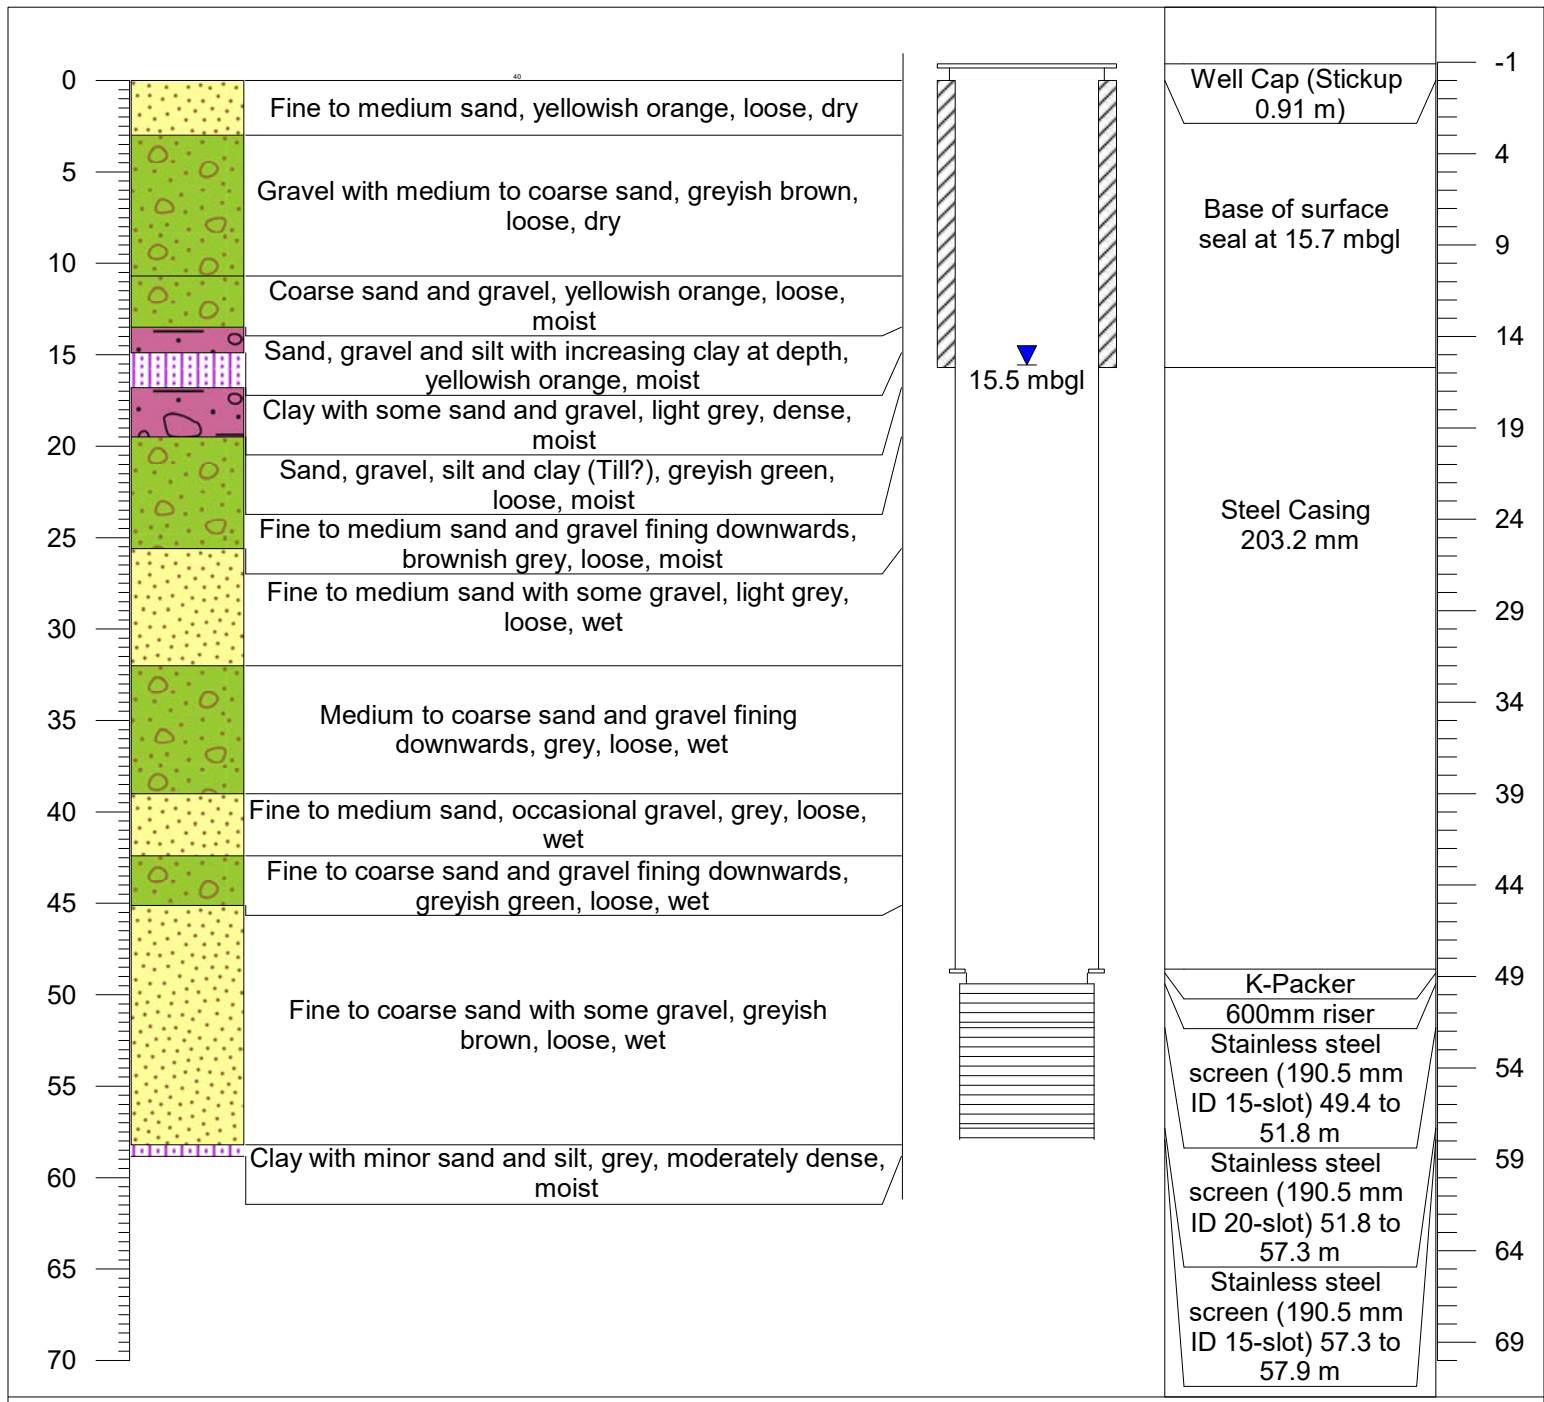 40
0
5
10
15
20
25
30
35
40
45
50
55
60
65
70
Fine to medium sand, yellowish orange, loose, dry
Gravel with medium to coarse sand, greyish brown,
loose, dry
Coarse sand and gravel, yellowish orange, loose,
moist
Sand, gravel and silt with increasing clay at depth,
yellowish orange, moist
Clay with some sand and gravel, light grey, dense,
moist
Sand, gravel, silt and clay (Till?), greyish green,
loose, moist
Fine to medium sand and gravel fining downwards,
brownish grey, loose, moist
Fine to medium sand with some gravel, light grey,
loose, wet
Medium to coarse sand and gravel fining
downwards, grey, loose, wet
Fine to medium sand, occasional gravel, grey, loose,
wet
Fine to coarse sand and gravel fining downwards,
greyish green, loose, wet
Fine to coarse sand with some gravel, greyish
brown, loose, wet
Clay with minor sand and silt, grey, moderately dense,
moist
15.5 mbgl
Well Cap (Stickup
0.91 m)
Base of surface
seal at 15.7 mbgl
Steel Casing
203.2 mm
K-Packer
600mm riser
Stainless steel
screen (190.5 mm
ID 15-slot) 49.4 to
51.8 m
Stainless steel
screen (190.5 mm
ID 20-slot) 51.8 to
57.3 m
Stainless steel
screen (190.5 mm
ID 15-slot) 57.3 to
57.9 m
-1
4
9
14
19
24
29
34
39
44
49
54
59
64
69